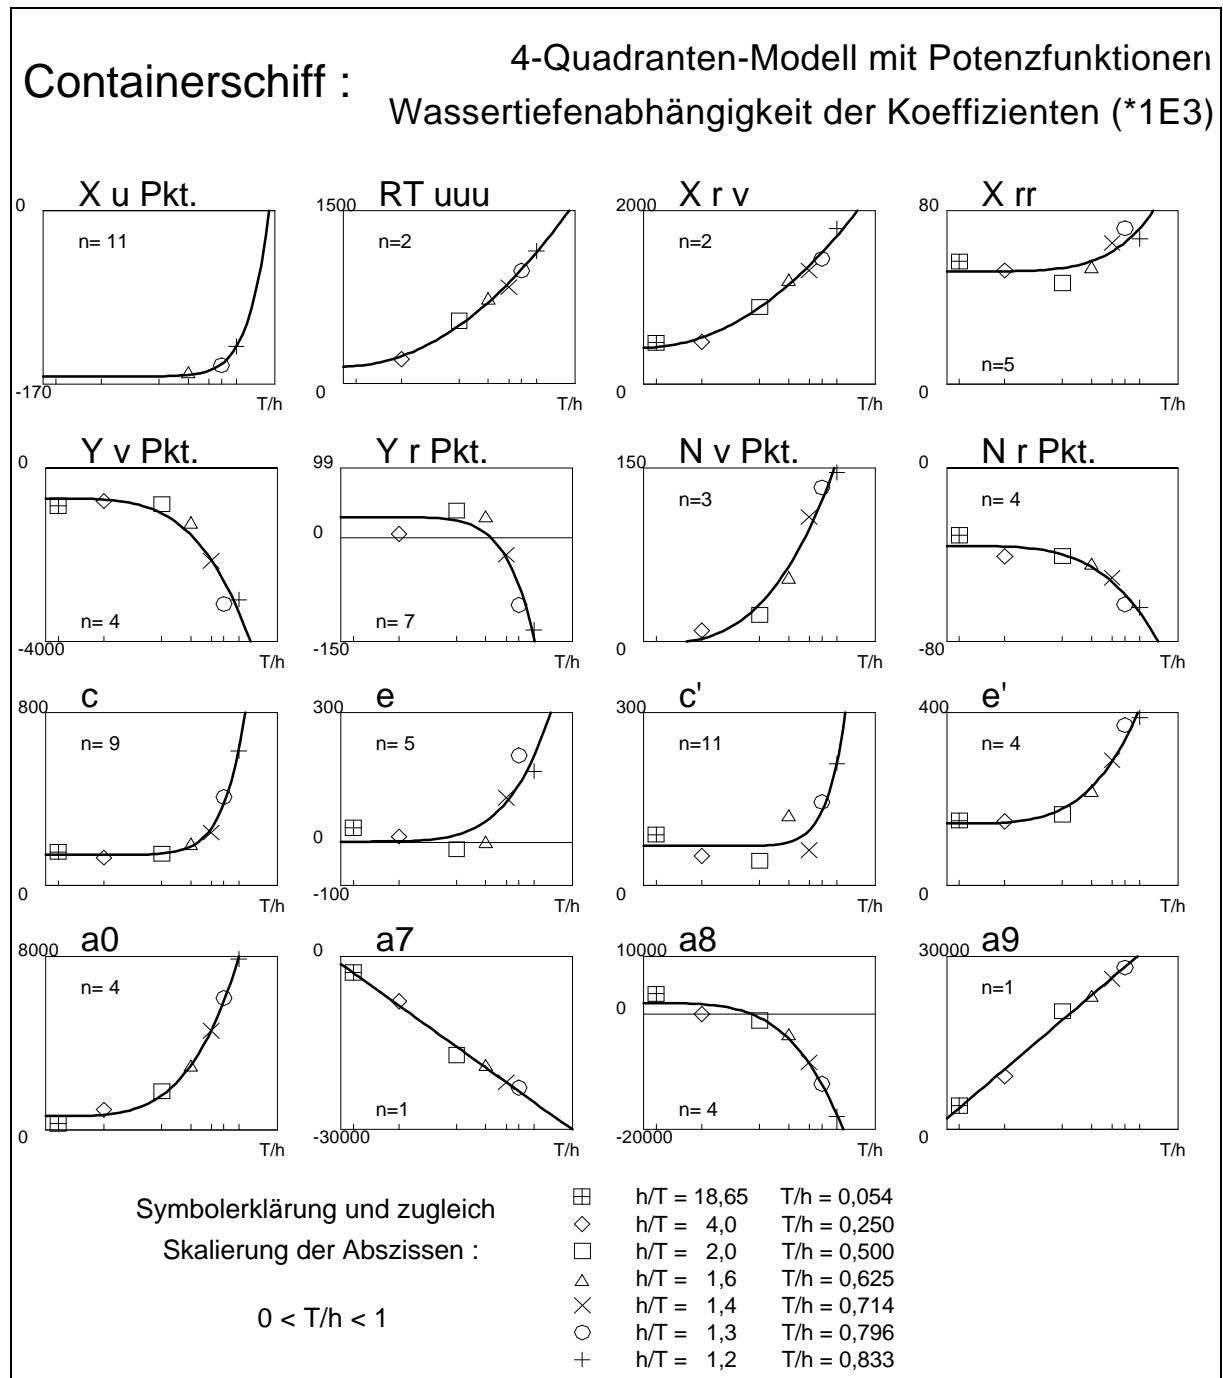 Containerschiff :
4-Quadranten-Modell mit Potenzfunktionen
Wassertiefenabhängigkeit der Koeffizienten (*1E3)
X u Pkt.
0
n= 11
-170
T/h
RT uuu
1500
n=2
0
T/h
X r v
2000
n=2
0
T/h
X rr
80
n=5
0
T/h
Y v Pkt.
0
n= 4
-4000
T/h
Y r Pkt.
99
0
n= 7
-150
T/h
N v Pkt.
150
n=3
0
T/h
N r Pkt.
0
n= 4
-80
T/h
c
800
n= 9
0
T/h
e
300
n= 5
0
-100
T/h
c'
300
n=11
0
T/h
e'
400
n= 4
0
T/h
a0
8000
n= 4
0
T/h
a7
0
n=1
-30000
T/h
a8
10000
0
n= 4
-20000
T/h
a9
30000
n=1
0
T/h
Symbolerklärung und zugleich
Skalierung der Abszissen :
0 < T/h < 1
h/T = 18,65 T/h = 0,054
h/T = 4,0 T/h = 0,250
h/T = 2,0 T/h = 0,500
h/T = 1,6 T/h = 0,625
h/T = 1,4 T/h = 0,714
h/T = 1,3 T/h = 0,796
h/T = 1,2 T/h = 0,833